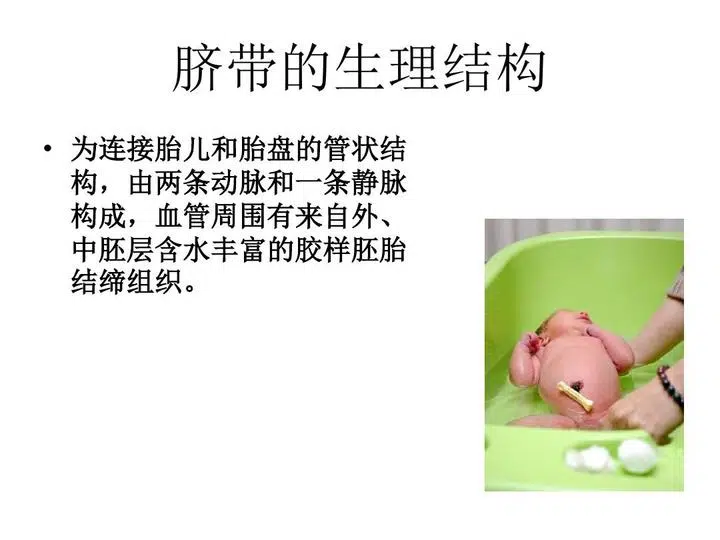 脐带的生理结构
• 为连接胎儿和胎盘的管状结
构，由两条动脉和一条静脉
构成，血管周围有来自外、
中胚层含水丰富的胶样胚胎
结缔组织。